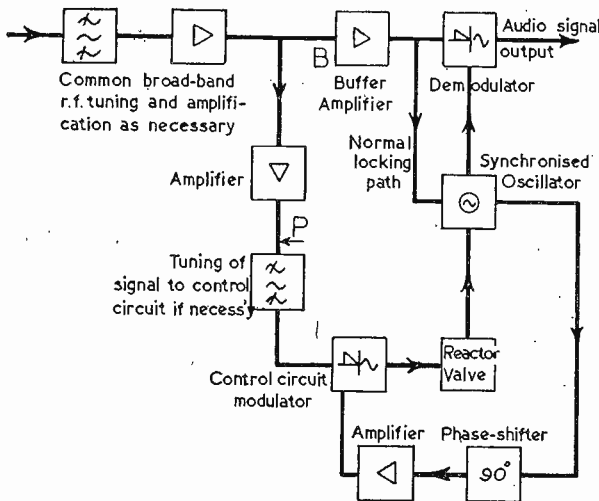 Common broad-band
r.f. tuning and amplifi-
cation as necessary
B
Buffer
Amplifier
Demodulator
Audio signal
output
Amplifier
Normal
locking
path
Synchronised
Oscillator
P
Tuning of
signal to control
circuit if necess'y
Control circuit
modulator
Reactor
Valve
Amplifier
Phase-shifter
90°